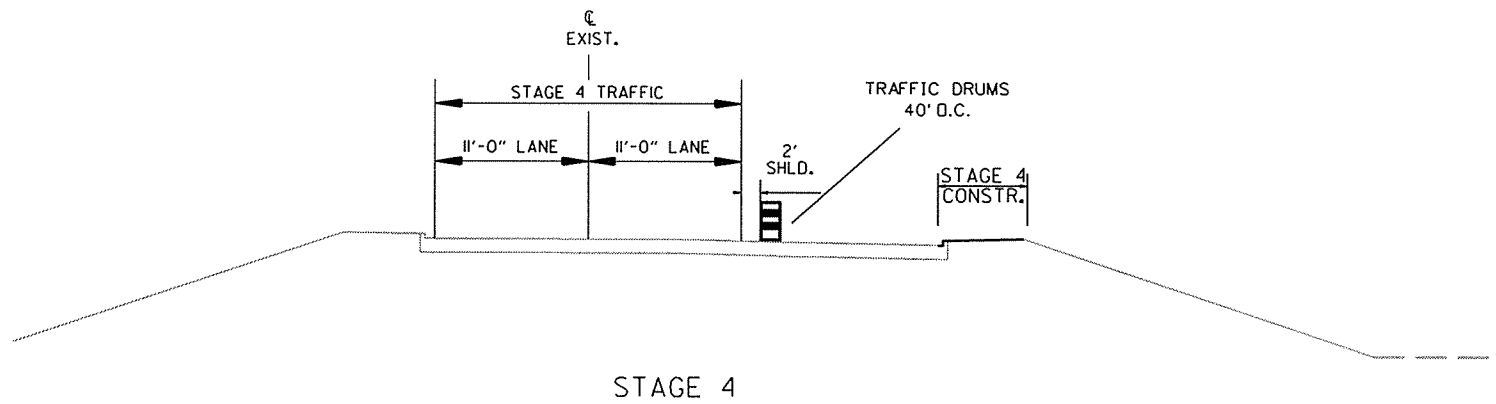 ℄
EXIST.
STAGE 4 TRAFFIC
TRAFFIC DRUMS
40' O.C.
11'-0" LANE
11'-0" LANE
2'
SHLD.
STAGE 4
CONSTR.
STAGE 4